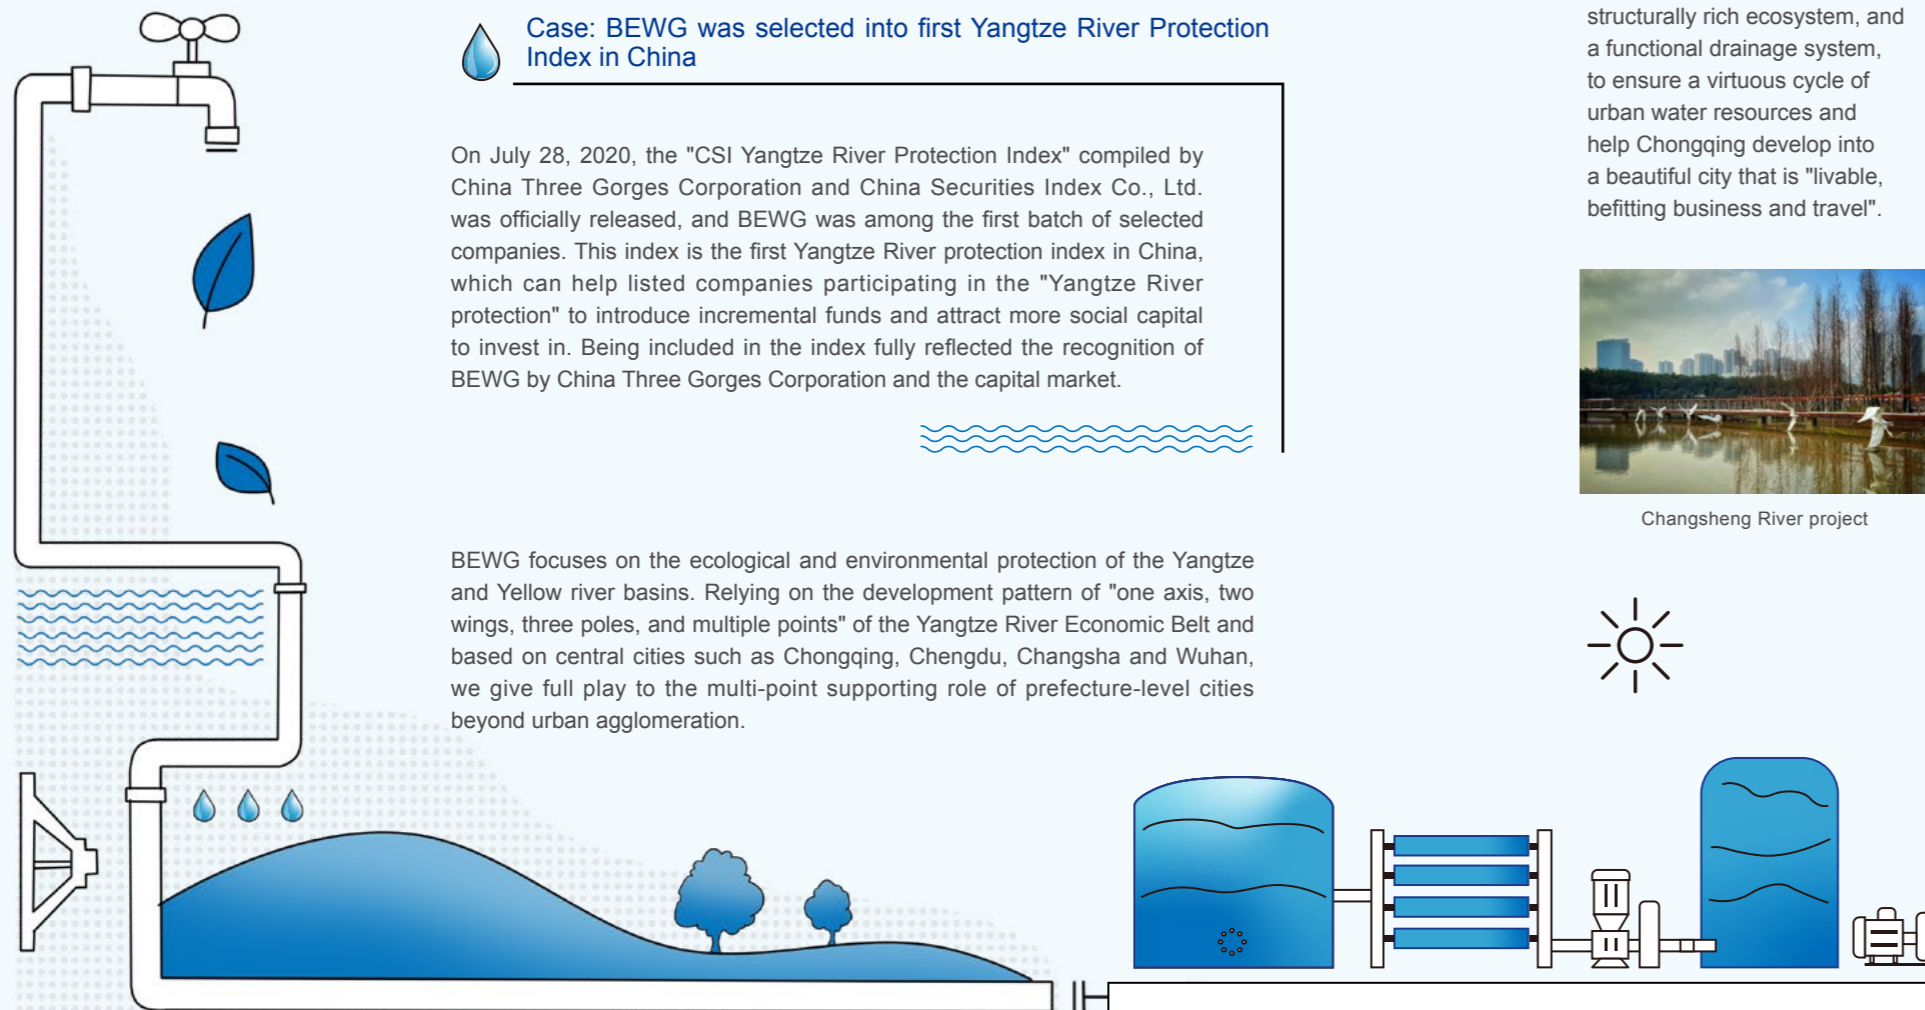 Case: BEWG was selected into first Yangtze River Protection
Index in China
On July 28, 2020, the "CSI Yangtze River Protection Index" compiled by
China Three Gorges Corporation and China Securities Index Co., Ltd.
was officially released, and BEWG was among the first batch of selected
companies. This index is the first Yangtze River protection index in China,
which can help listed companies participating in the "Yangtze River
protection" to introduce incremental funds and attract more social capital
to invest in. Being included in the index fully reflected the recognition of
BEWG by China Three Gorges Corporation and the capital market.
BEWG focuses on the ecological and environmental protection of the Yangtze
and Yellow river basins. Relying on the development pattern of "one axis, two
wings, three poles, and multiple points" of the Yangtze River Economic Belt and
based on central cities such as Chongqing, Chengdu, Changsha and Wuhan,
we give full play to the multi-point supporting role of prefecture-level cities
beyond urban agglomeration.
structurally rich ecosystem, and
a functional drainage system,
to ensure a virtuous cycle of
urban water resources and
help Chongqing develop into
a beautiful city that is "livable,
befitting business and travel".
Changsheng River project